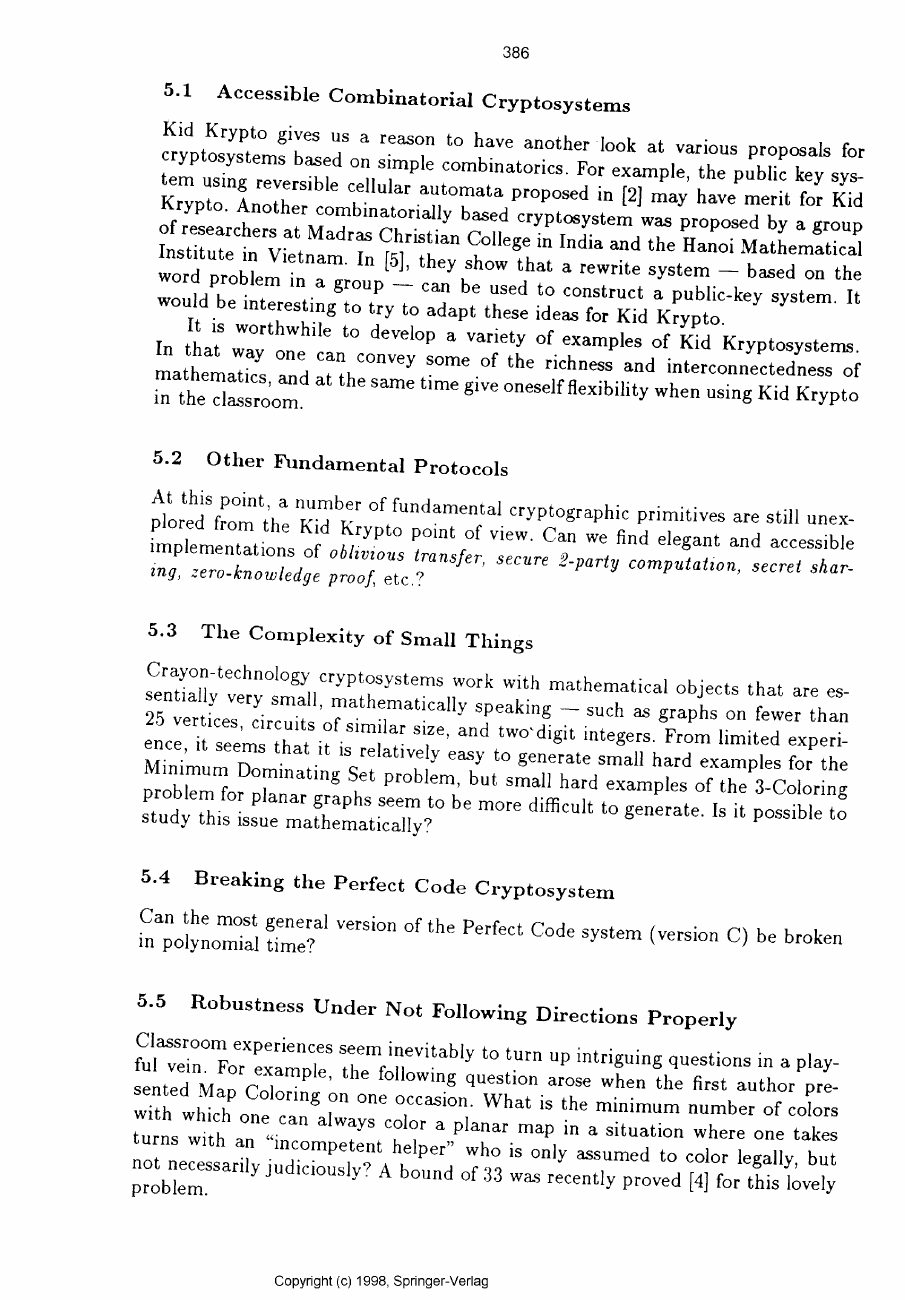 386
5.1 Accessible Combinatorial Cryptosystems
Kid Krypto gives us a reason to have another look at various proposals for
cryptosystems based on simple combinatorics. For example, the public key sys-
tem using reversible cellular automata proposed in [2] may have merit for Kid
Krypto. Another combinatorially based cryptosystem was proposed by a group
of researchers at Madras Christian College in India and the Hanoi Mathematical
Institute in Vietnam. In [5], they show that a rewrite system — based on the
word problem in a group — can be used to construct a public-key system. It
would be interesting to try to adapt these ideas for Kid Krypto.
It is worthwhile to develop a variety of examples of Kid Kryptosystems.
In that way one can convey some of the richness and interconnectedness of
mathematics, and at the same time give oneself flexibility when using Kid Krypto
in the classroom.
5.2 Other Fundamental Protocols
At this point, a number of fundamental cryptographic primitives are still unex-
plored from the Kid Krypto point of view. Can we find elegant and accessible
implementations of oblivious transfer, secure 2-party computation, secret shar-
ing, zero-knowledge proof, etc.?
5.3 The Complexity of Small Things
Crayon-technology cryptosystems work with mathematical objects that are es-
sentially very small, mathematically speaking — such as graphs on fewer than
25 vertices, circuits of similar size, and two digit integers. From limited experi-
ence, it seems that it is relatively easy to generate small hard examples for the
Minimum Dominating Set problem, but small hard examples of the 3-Coloring
problem for planar graphs seem to be more difficult to generate. Is it possible to
study this issue mathematically?
5.4 Breaking the Perfect Code Cryptosystem
Can the most general version of the Perfect Code system (version C) be broken
in polynomial time?
5.5 Robustness Under Not Following Directions Properly
Classroom experiences seem inevitably to turn up intriguing questions in a play-
ful vein. For example, the following question arose when the first author pre-
sented Map Coloring on one occasion. What is the minimum number of colors
with which one can always color a planar map in a situation where one takes
turns with an “incompetent helper” who is only assumed to color legally, but
not necessarily judiciously? A bound of 33 was recently proved [4] for this lovely
problem.
Copyright (c) 1998, Springer-Verlag